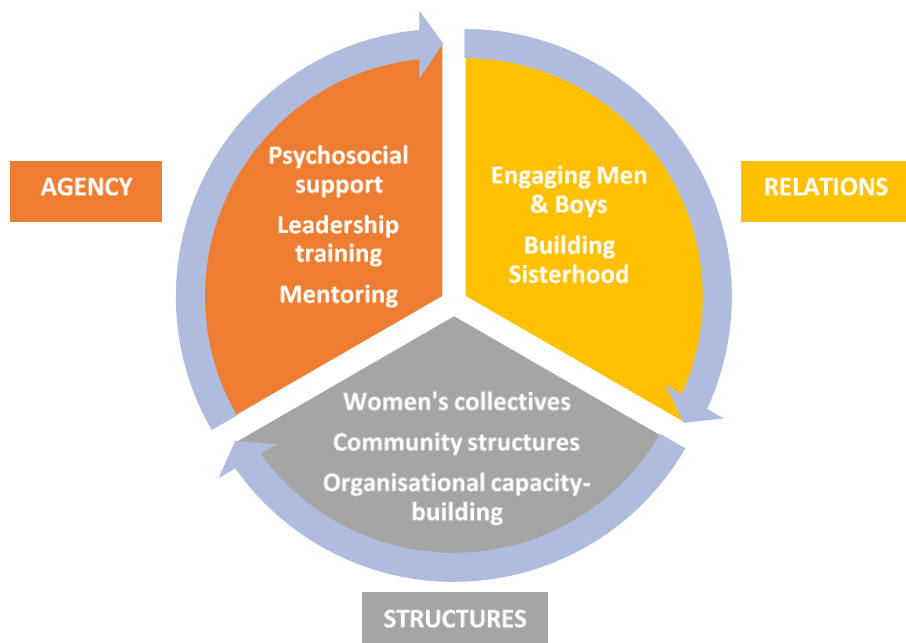 AGENCY
Psychosocial
support
Leadership
training
Mentoring
Engaging Men
& Boys
Building
Sisterhood
RELATIONS
Women's collectives
Community structures
Organisational capacity-
building
STRUCTURES